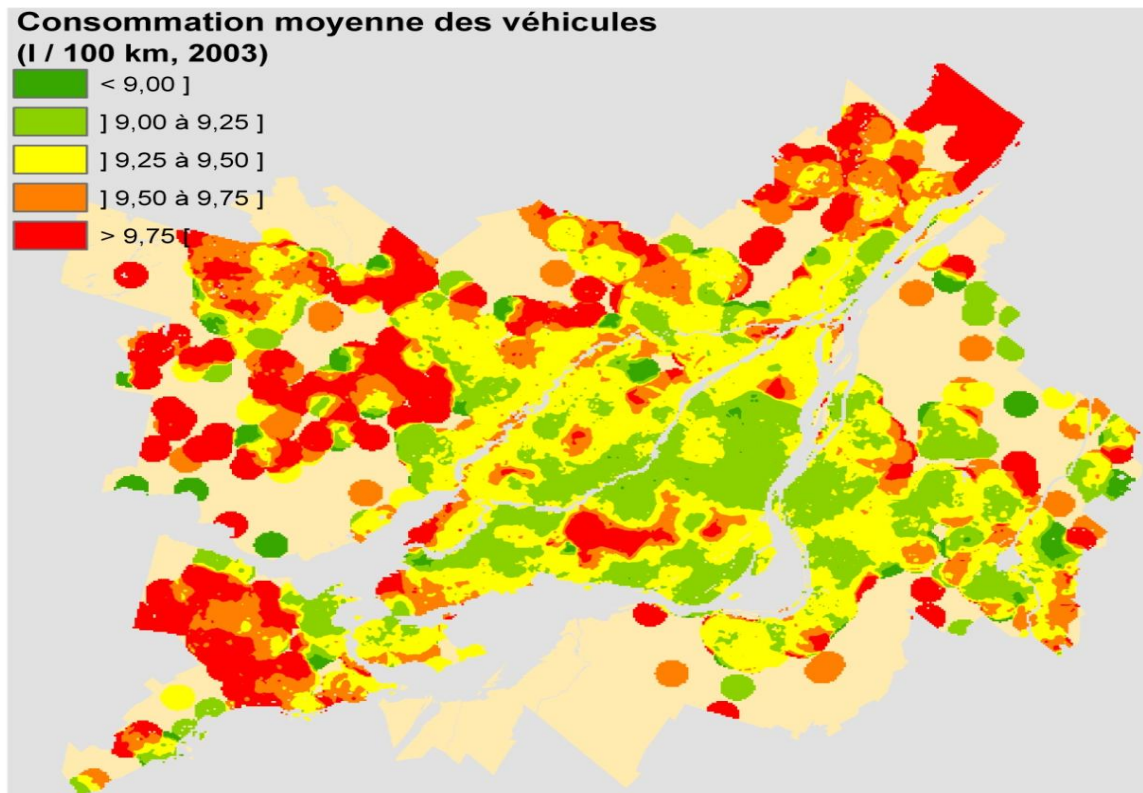 Consommation moyenne des véhicules
(l / 100 km, 2003)
< 9,00 ]
] 9,00 à 9,25 ]
] 9,25 à 9,50 ]
] 9,50 à 9,75 ]
> 9,75 [